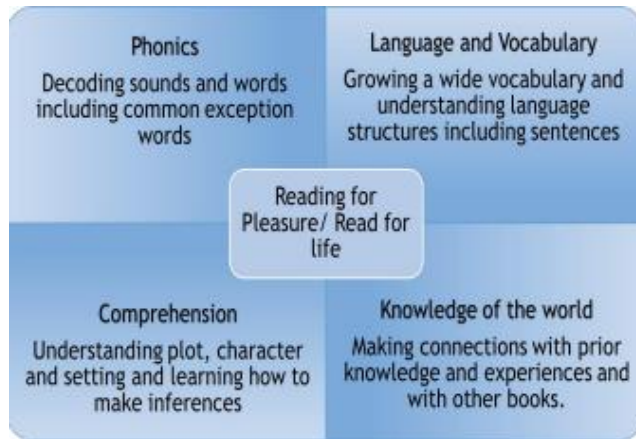 Phonics
Decoding sounds and words
including common exception
words
Language and Vocabulary
Growing a wide vocabulary and
understanding language
structures including sentences
Reading for
Pleasure/ Read for
life
Comprehension
Understanding plot, character
and setting and learning how to
make inferences
Knowledge of the world
Making connections with prior
knowledge and experiences and
with other books.